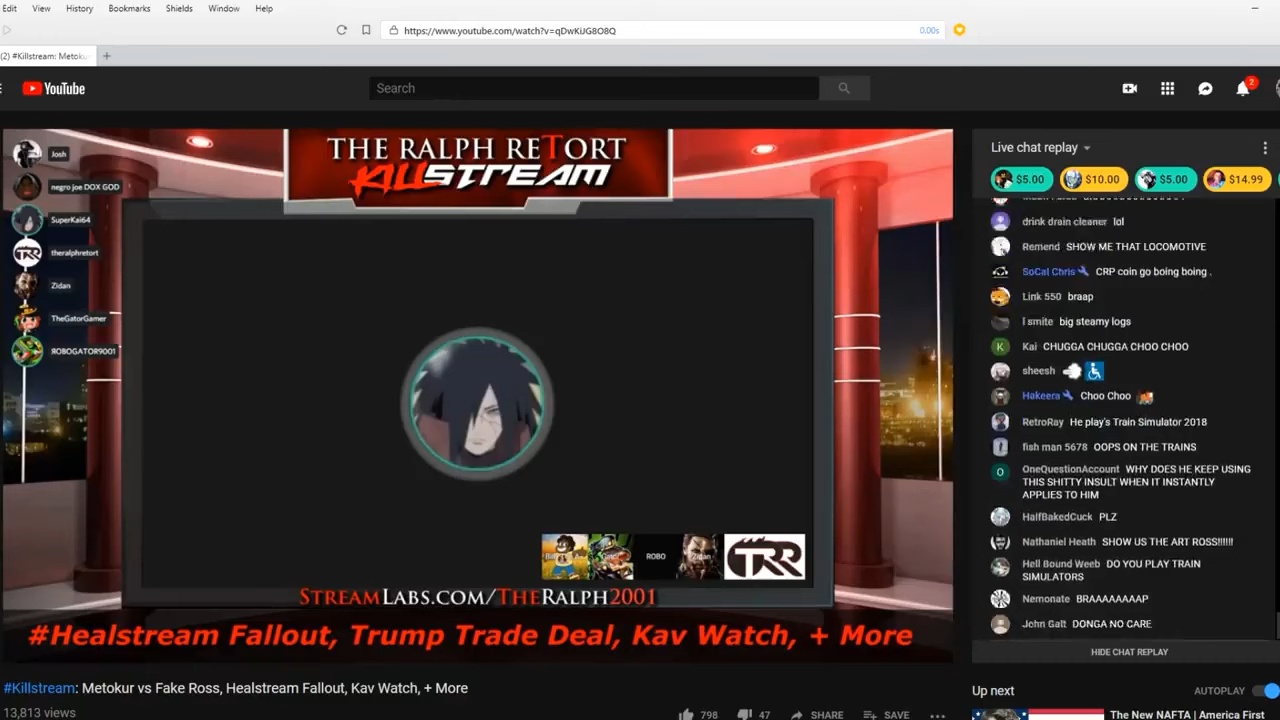 Edit View History Bookmarks Shields Window Help
https://www.youtube.com/watch?v=qDwKiJG8O8Q 0.00s
(2) #Killstream: Metoku
YouTube
Search
2
THE RALPH RETORT
KILLSTREAM
Josh
negro joe DOX GOD
SuperKai64
theralphretort
Zidan
TheGatorGamer
ROBOGATOR9001
ROBO
Zidan
TRR
STREAMLABS.COM/THERALPH2001
#Healstream Fallout, Trump Trade Deal, Kav Watch, + More
#Killstream: Metokur vs Fake Ross, Healstream Fallout, Kav Watch, + More
13,813 views
798 47 SHARE SAVE
Live chat replay
$5.00 $10.00 $5.00 $14.99
drink drain cleaner lol
Remend SHOW ME THAT LOCOMOTIVE
SoCal Chris CRP coin go boing boing .
Link 550 braap
l smite big steamy logs
Kai CHUGGA CHUGGA CHOO CHOO
sheesh
Hakeera Choo Choo
RetroRay He play's Train Simulator 2018
fish man 5678 OOPS ON THE TRAINS
OneQuestionAccount WHY DOES HE KEEP USING
THIS SHITTY INSULT WHEN IT INSTANTLY
APPLIES TO HIM
HalfBakedCuck PLZ
Nathaniel Heath SHOW US THE ART ROSS!!!!!!
Hell Bound Weeb DO YOU PLAY TRAIN
SIMULATORS
Nemonate BRAAAAAAAP
John Galt DONGA NO CARE
HIDE CHAT REPLAY
Up next AUTOPLAY
The New NAFTA | America First